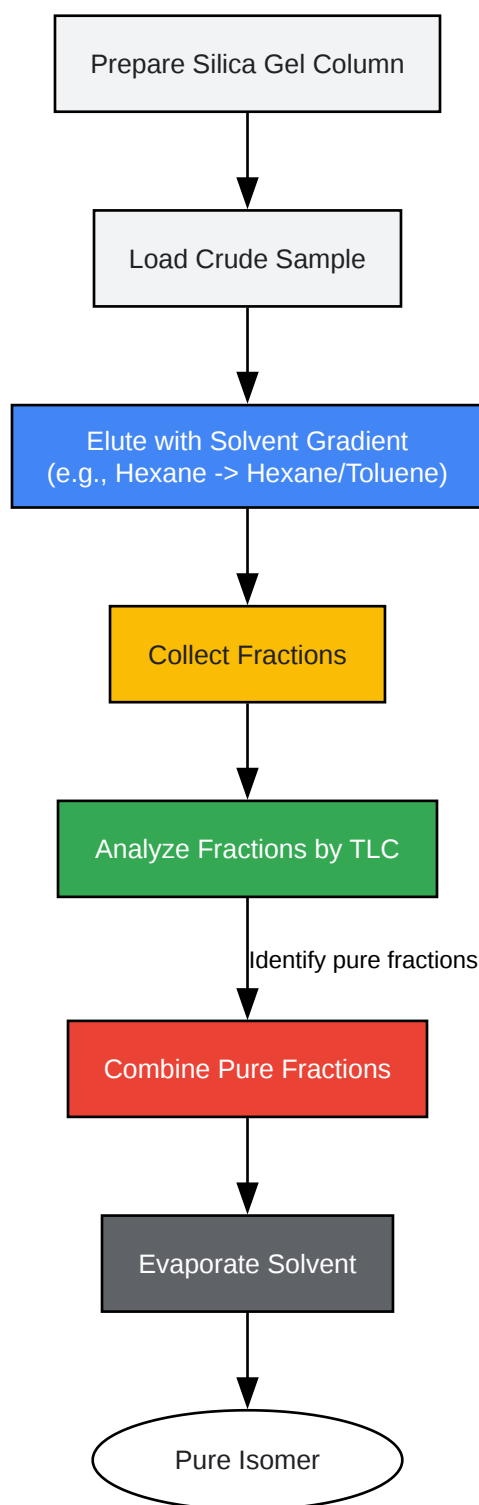 Prepare Silica Gel Column
Load Crude Sample
Elute with Solvent Gradient
(e.g., Hexane -> Hexane/Toluene)
Collect Fractions
Analyze Fractions by TLC
Identify pure fractions
Combine Pure Fractions
Evaporate Solvent
Pure Isomer